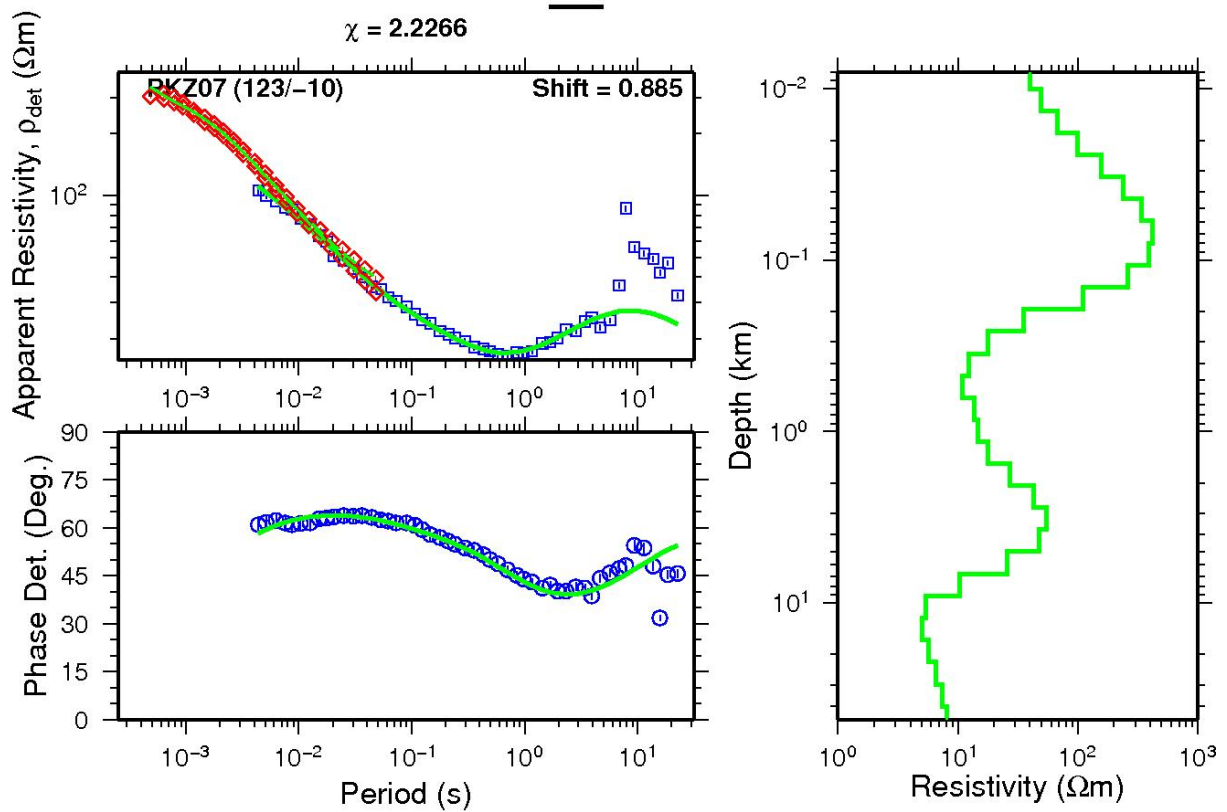 χ = 2.2266
RKZ07 (123/−10)
Shift = 0.885
Apparent Resistivity, ρdet (Ωm)
10²
10⁻³ 10⁻² 10⁻¹ 10⁰ 10¹
Phase Det. (Deg.)
90
75
60
45
30
15
0
10⁻³ 10⁻² 10⁻¹ 10⁰ 10¹
Period (s)
Depth (km)
10⁻²
10⁻¹
10⁰
10¹
10⁰ 10¹ 10² 10³
Resistivity (Ωm)